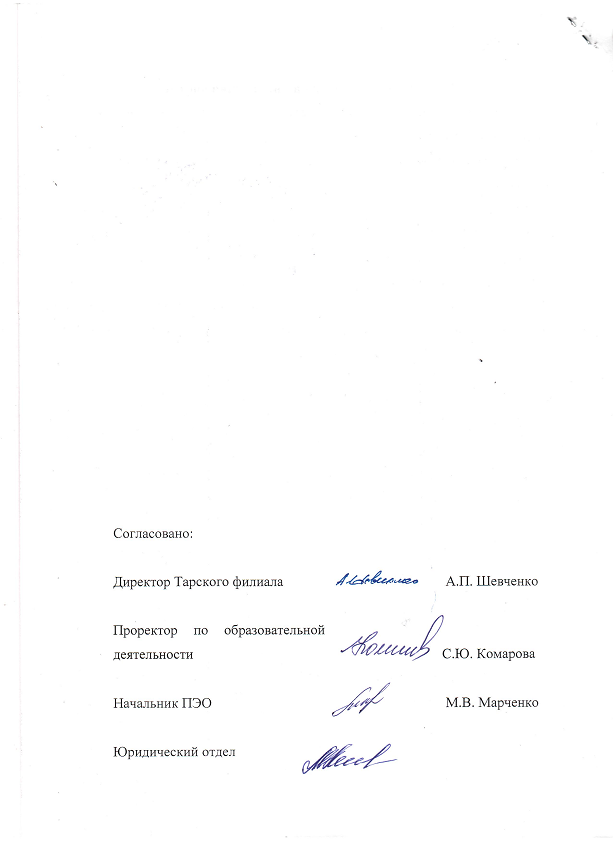 Согласовано:
Директор Тарского филиала А.П. Шевченко
Проректор по образовательной
деятельности С.Ю. Комарова
Начальник ПЭО М.В. Марченко
Юридический отдел